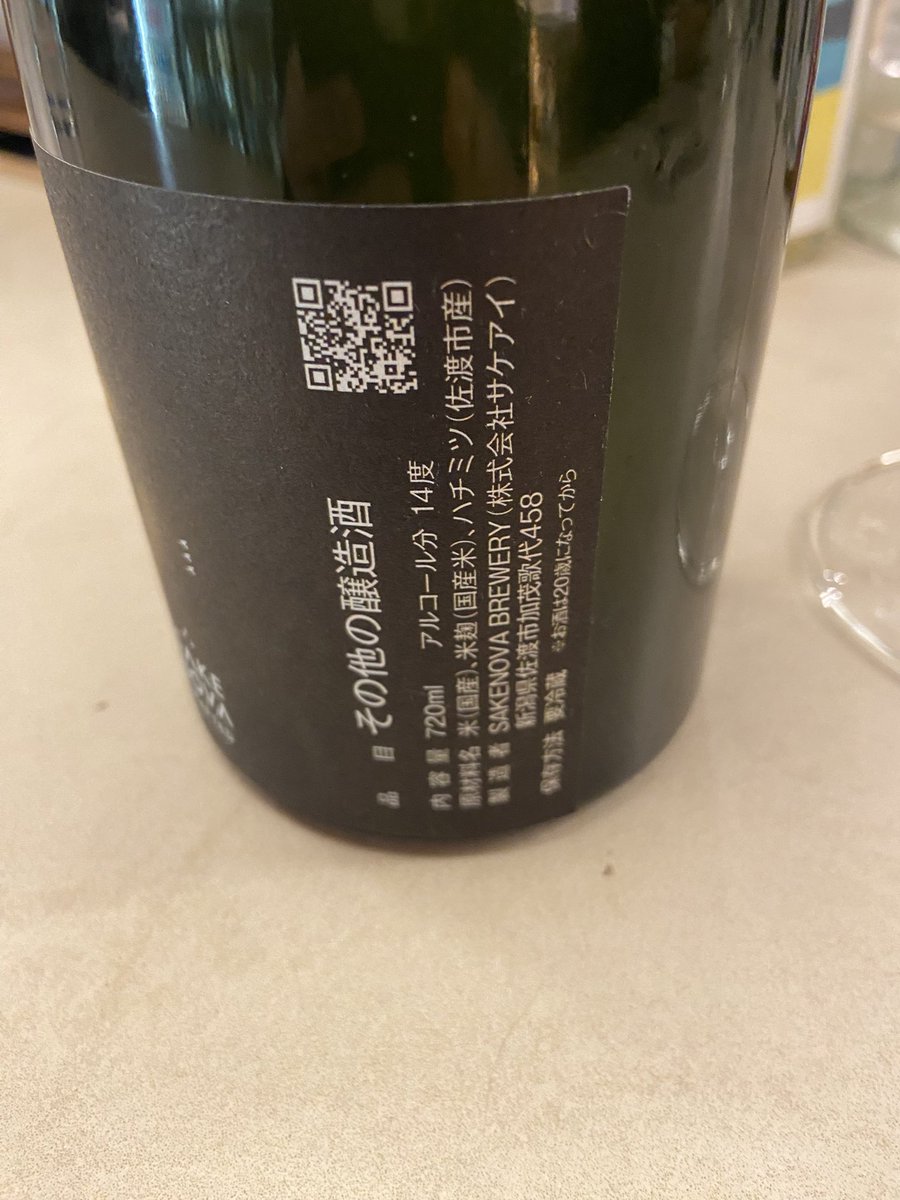 品目 その他の醸造酒
内容量 720ml アルコール分 14度
原材料名 米(国産)、米麹(国産米)、ハチミツ(佐渡市産)
製造者 SAKENOVA BREWERY(株式会社サケアイ)
新潟県佐渡市加茂歌代458
保存方法 要冷蔵 ※お酒は20歳になってから